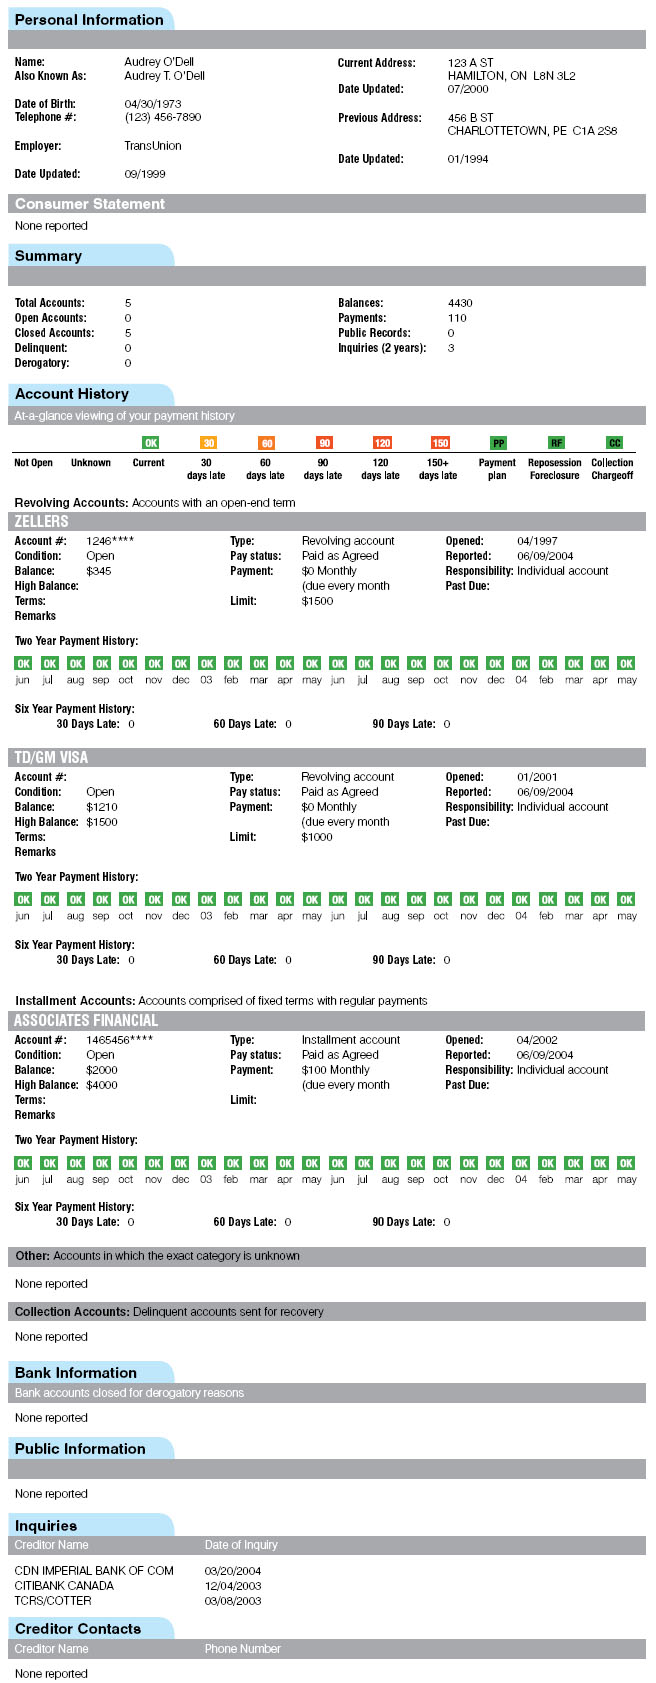 Personal Information
Name: Audrey O'Dell Current Address: 123 A ST
Also Known As: Audrey T. O'Dell HAMILTON, ON L8N 3L2
Date Updated: 07/2000
Date of Birth: 04/30/1973
Telephone #: (123) 456-7890 Previous Address: 456 B ST
CHARLOTTETOWN, PE C1A 2S8
Employer: TransUnion
Date Updated: 01/1994
Date Updated: 09/1999
Consumer Statement
None reported
Summary
Total Accounts: 5 Balances: 4430
Open Accounts: 0 Payments: 110
Closed Accounts: 5 Public Records: 0
Delinquent: 0 Inquiries (2 years): 3
Derogatory: 0
Account History
At-a-glance viewing of your payment history
OK 30 60 90 120 150 PP RF CC
Not Open Unknown Current 30 60 90 120 150+ Payment Reposession Collection
days late days late days late days late days late plan Foreclosure Chargeoff
Revolving Accounts: Accounts with an open-end term
ZELLERS
Account #: 1246**** Type: Revolving account Opened: 04/1997
Condition: Open Pay status: Paid as Agreed Reported: 06/09/2004
Balance: $345 Payment: $0 Monthly Responsibility: Individual account
High Balance: (due every month Past Due:
Terms: Limit: $1500
Remarks
Two Year Payment History:
OK OK OK OK OK OK OK OK OK OK OK OK OK OK OK OK OK OK OK OK OK OK OK OK
jun jul aug sep oct nov dec 03 feb mar apr may jun jul aug sep oct nov dec 04 feb mar apr may
Six Year Payment History:
30 Days Late: 0 60 Days Late: 0 90 Days Late: 0
TD/GM VISA
Account #: Type: Revolving account Opened: 01/2001
Condition: Open Pay status: Paid as Agreed Reported: 06/09/2004
Balance: $1210 Payment: $0 Monthly Responsibility: Individual account
High Balance: $1500 (due every month Past Due:
Terms: Limit: $1000
Remarks
Two Year Payment History:
OK OK OK OK OK OK OK OK OK OK OK OK OK OK OK OK OK OK OK OK OK OK OK OK
jun jul aug sep oct nov dec 03 feb mar apr may jun jul aug sep oct nov dec 04 feb mar apr may
Six Year Payment History:
30 Days Late: 0 60 Days Late: 0 90 Days Late: 0
Installment Accounts: Accounts comprised of fixed terms with regular payments
ASSOCIATES FINANCIAL
Account #: 1465456**** Type: Installment account Opened: 04/2002
Condition: Open Pay status: Paid as Agreed Reported: 06/09/2004
Balance: $2000 Payment: $100 Monthly Responsibility: Individual account
High Balance: $4000 (due every month Past Due:
Terms: Limit:
Remarks
Two Year Payment History:
OK OK OK OK OK OK OK OK OK OK OK OK OK OK OK OK OK OK OK OK OK OK OK OK
jun jul aug sep oct nov dec 03 feb mar apr may jun jul aug sep oct nov dec 04 feb mar apr may
Six Year Payment History:
30 Days Late: 0 60 Days Late: 0 90 Days Late: 0
Other: Accounts in which the exact category is unknown
None reported
Collection Accounts: Delinquent accounts sent for recovery
None reported
Bank Information
Bank accounts closed for derogatory reasons
None reported
Public Information
None reported
Inquiries
Creditor Name Date of Inquiry
CDN IMPERIAL BANK OF COM 03/20/2004
CITIBANK CANADA 12/04/2003
TCRS/COTTER 03/08/2003
Creditor Contacts
Creditor Name Phone Number
None reported